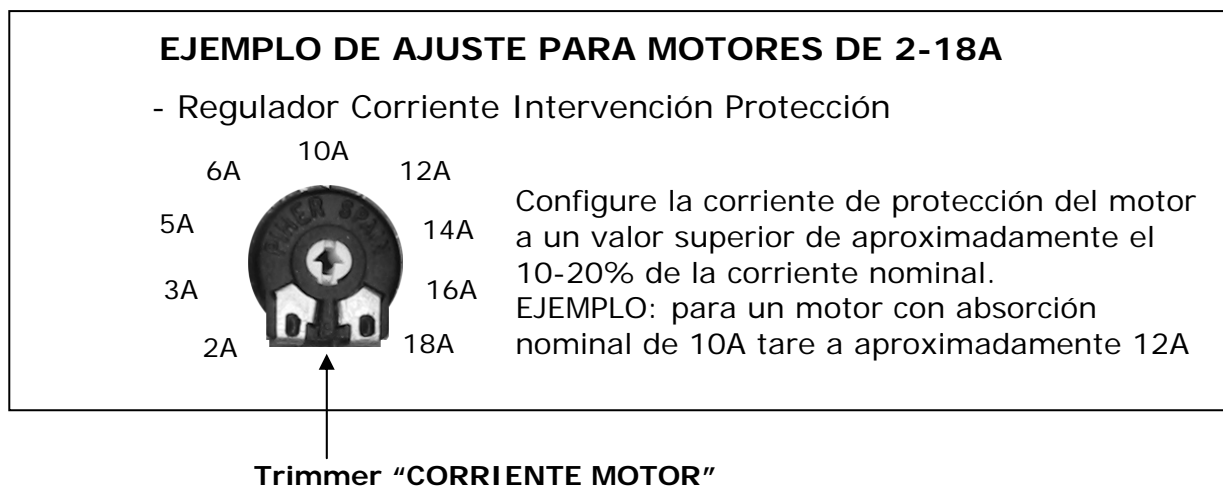 EJEMPLO DE AJUSTE PARA MOTORES DE 2-18A
- Regulador Corriente Intervención Protección
10A
6A
12A
5A
14A
3A
16A
2A
18A
PIHER SPAI
Configure la corriente de protección del motor
a un valor superior de aproximadamente el
10-20% de la corriente nominal.
EJEMPLO: para un motor con absorción
nominal de 10A tare a aproximadamente 12A
Trimmer “CORRIENTE MOTOR”